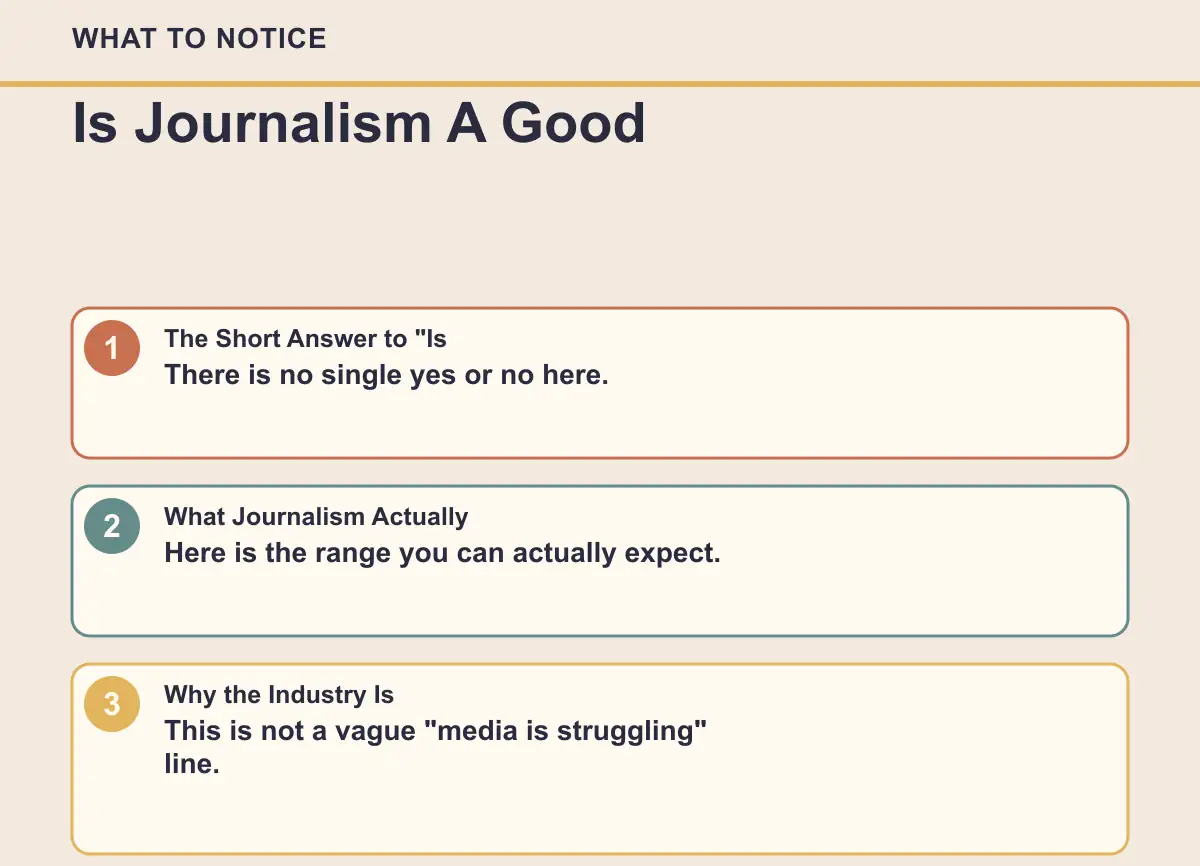 WHAT TO NOTICE
Is Journalism A Good
1
The Short Answer to "Is
There is no single yes or no here.
2
What Journalism Actually
Here is the range you can actually expect.
3
Why the Industry Is
This is not a vague "media is struggling"
line.